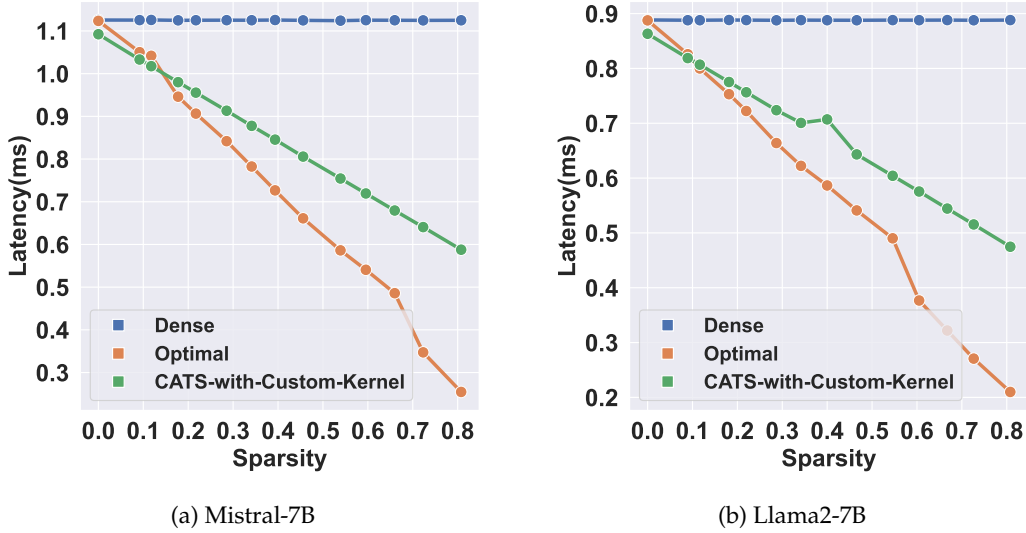 1.1
1.0
0.9
0.8
0.7
0.6
0.5
0.4
0.3
Latency(ms)
Dense
Optimal
CATS-with-Custom-Kernel
0.0 0.1 0.2 0.3 0.4 0.5 0.6 0.7 0.8
Sparsity
(a) Mistral-7B
0.9
0.8
0.7
0.6
0.5
0.4
0.3
0.2
Latency(ms)
Dense
Optimal
CATS-with-Custom-Kernel
0.0 0.1 0.2 0.3 0.4 0.5 0.6 0.7 0.8
Sparsity
(b) Llama2-7B